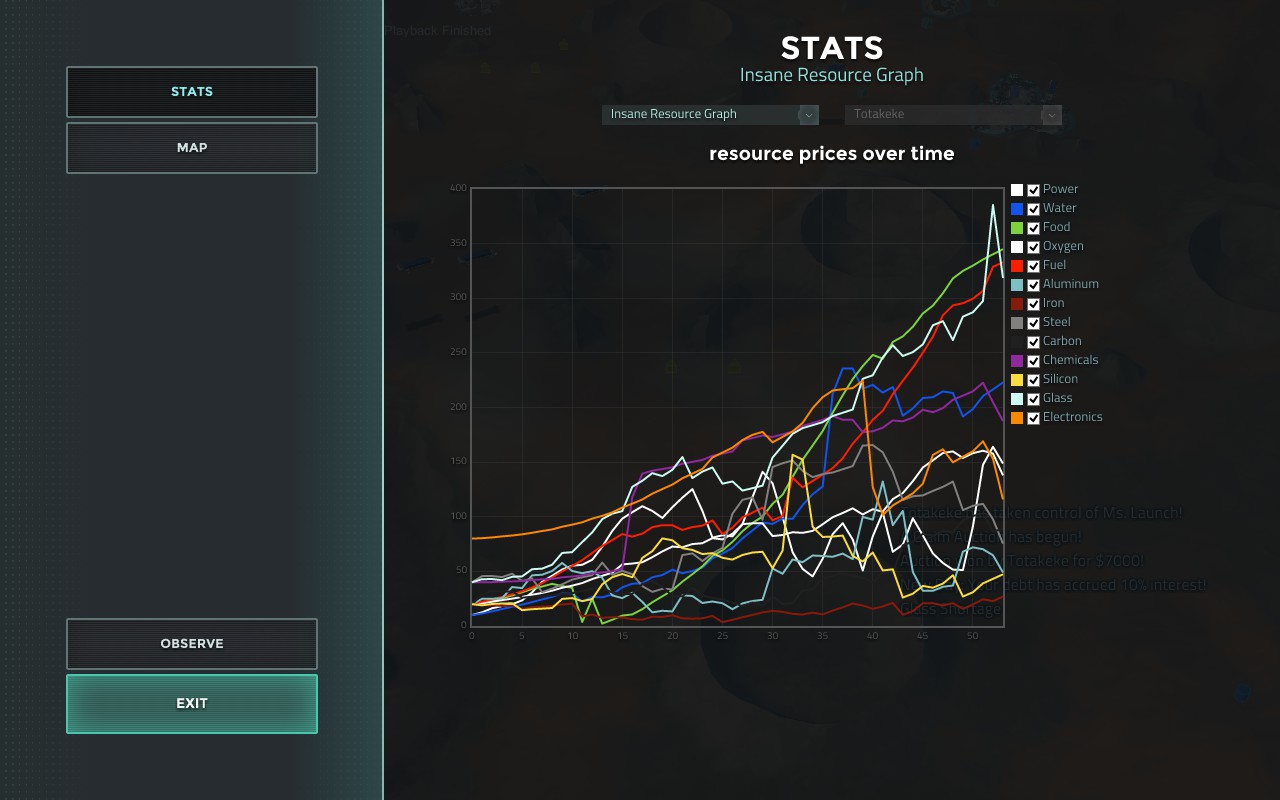 Playback Finished
STATS
MAP
OBSERVE
EXIT
STATS
Insane Resource Graph
Insane Resource Graph
Totakeke
resource prices over time
400
350
300
250
200
150
100
50
0
0 5 10 15 20 25 30 35 40 45 50
Power
Water
Food
Oxygen
Fuel
Aluminum
Iron
Steel
Carbon
Chemicals
Silicon
Glass
Electronics
taken control of Ms. Launch!
Auction has begun!
Totakeke for $7000!
Your debt has accrued 10% interest!
Glass Shortage